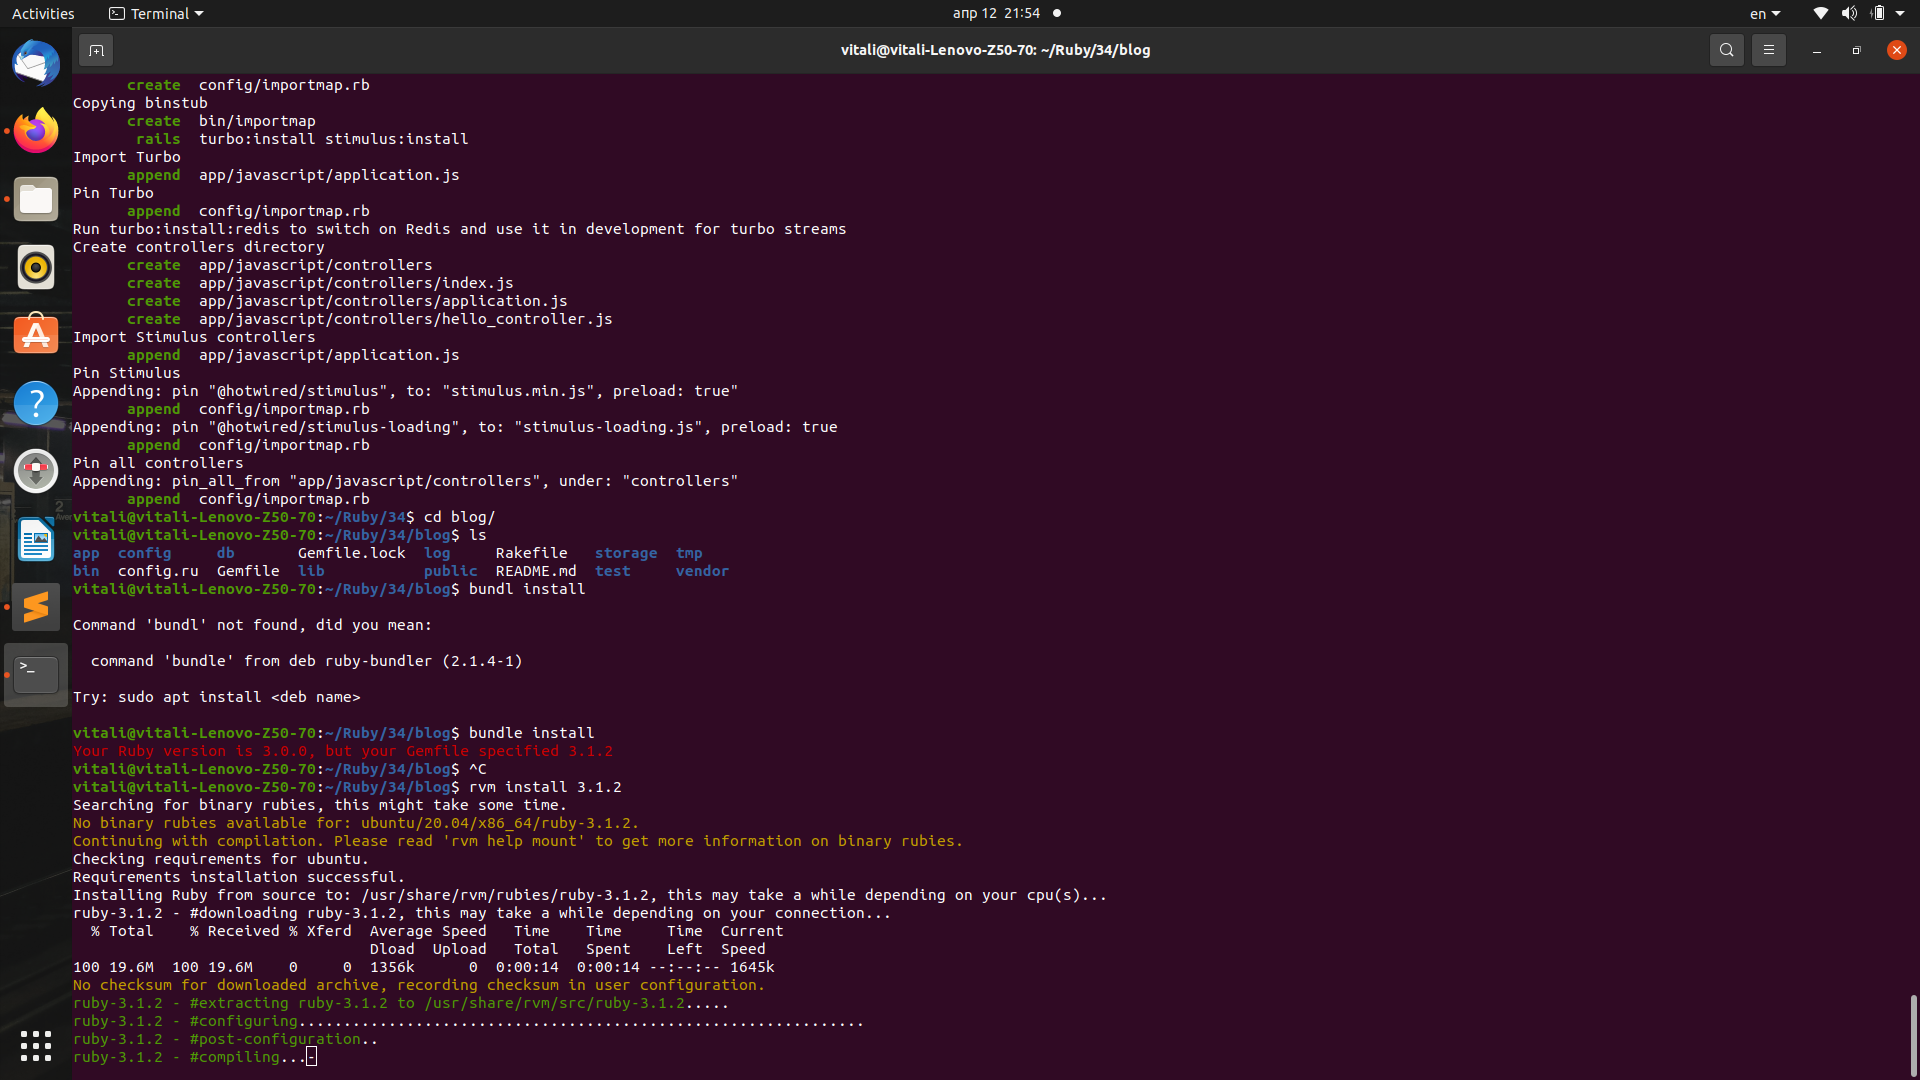 Activities Terminal апр 12 21:54 en
vitali@vitali-Lenovo-Z50-70: ~/Ruby/34/blog
create config/importmap.rb
Copying binstub
create bin/importmap
rails turbo:install stimulus:install
Import Turbo
append app/javascript/application.js
Pin Turbo
append config/importmap.rb
Run turbo:install:redis to switch on Redis and use it in development for turbo streams
Create controllers directory
create app/javascript/controllers
create app/javascript/controllers/index.js
create app/javascript/controllers/application.js
create app/javascript/controllers/hello_controller.js
Import Stimulus controllers
append app/javascript/application.js
Pin Stimulus
Appending: pin "@hotwired/stimulus", to: "stimulus.min.js", preload: true"
append config/importmap.rb
Appending: pin "@hotwired/stimulus-loading", to: "stimulus-loading.js", preload: true
append config/importmap.rb
Pin all controllers
Appending: pin_all_from "app/javascript/controllers", under: "controllers"
append config/importmap.rb
vitali@vitali-Lenovo-Z50-70:~/Ruby/34$ cd blog/
vitali@vitali-Lenovo-Z50-70:~/Ruby/34/blog$ ls
app config db Gemfile.lock log Rakefile storage tmp
bin config.ru Gemfile lib public README.md test vendor
vitali@vitali-Lenovo-Z50-70:~/Ruby/34/blog$ bundl install
Command 'bundl' not found, did you mean:
command 'bundle' from deb ruby-bundler (2.1.4-1)
Try: sudo apt install <deb name>
vitali@vitali-Lenovo-Z50-70:~/Ruby/34/blog$ bundle install
Your Ruby version is 3.0.0, but your Gemfile specified 3.1.2
vitali@vitali-Lenovo-Z50-70:~/Ruby/34/blog$ ^C
vitali@vitali-Lenovo-Z50-70:~/Ruby/34/blog$ rvm install 3.1.2
Searching for binary rubies, this might take some time.
No binary rubies available for: ubuntu/20.04/x86_64/ruby-3.1.2.
Continuing with compilation. Please read 'rvm help mount' to get more information on binary rubies.
Checking requirements for ubuntu.
Requirements installation successful.
Installing Ruby from source to: /usr/share/rvm/rubies/ruby-3.1.2, this may take a while depending on your cpu(s)...
ruby-3.1.2 - #downloading ruby-3.1.2, this may take a while depending on your connection...
% Total % Received % Xferd Average Speed Time Time Time Current
Dload Upload Total Spent Left Speed
100 19.6M 100 19.6M 0 0 1356k 0 0:00:14 0:00:14 --:--:-- 1645k
No checksum for downloaded archive, recording checksum in user configuration.
ruby-3.1.2 - #extracting ruby-3.1.2 to /usr/share/rvm/src/ruby-3.1.2.....
ruby-3.1.2 - #configuring...............................................................
ruby-3.1.2 - #post-configuration..
ruby-3.1.2 - #compiling...-